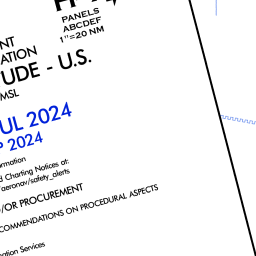 PANELS
ABCDEF
1"=20 NM
NT
ATION
UDE - U.S.
MSL
UL 2024
P 2024
ormation
d Charting Notices at:
aeronav/safety_alerts
/OR PROCUREMENT
COMMENDATIONS ON PROCEDURAL ASPECTS
ation Services